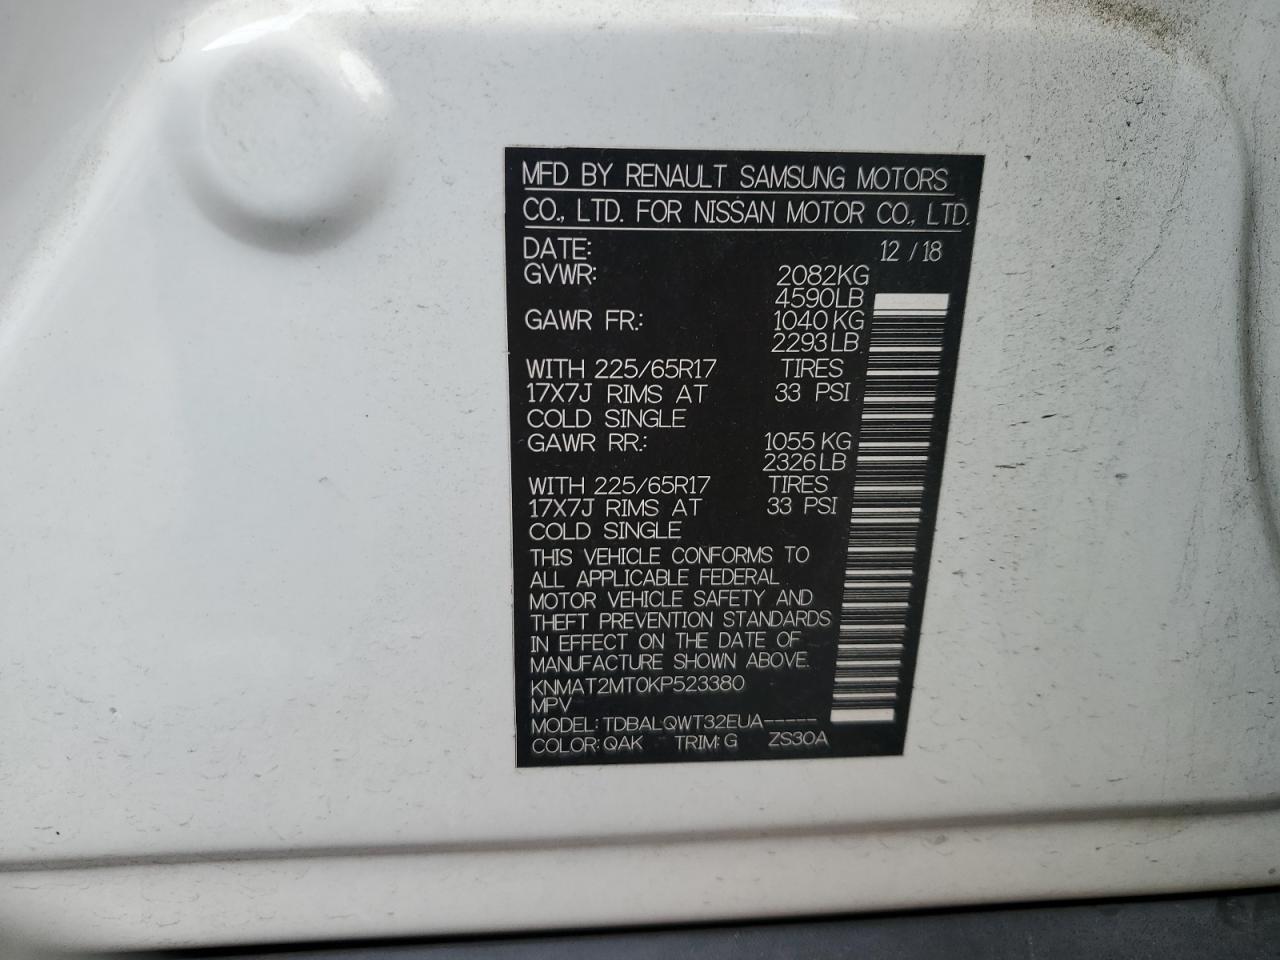 MFD BY RENAULT SAMSUNG MOTORS
CO., LTD. FOR NISSAN MOTOR CO., LTD.
DATE: 12 / 18
GVWR: 2082KG
4590LB
GAWR FR.: 1040 KG
2293 LB
WITH 225/65R17 TIRES
17X7J RIMS AT 33 PSI
COLD SINGLE
GAWR RR.: 1055 KG
2326 LB
WITH 225/65R17 TIRES
17X7J RIMS AT 33 PSI
COLD SINGLE
THIS VEHICLE CONFORMS TO
ALL APPLICABLE FEDERAL
MOTOR VEHICLE SAFETY AND
THEFT PREVENTION STANDARDS
IN EFFECT ON THE DATE OF
MANUFACTURE SHOWN ABOVE.
KNMAT2MT0KP523380
MPV
MODEL: TDBALQWT32EUA-----
COLOR: QAK TRIM: G ZS30A